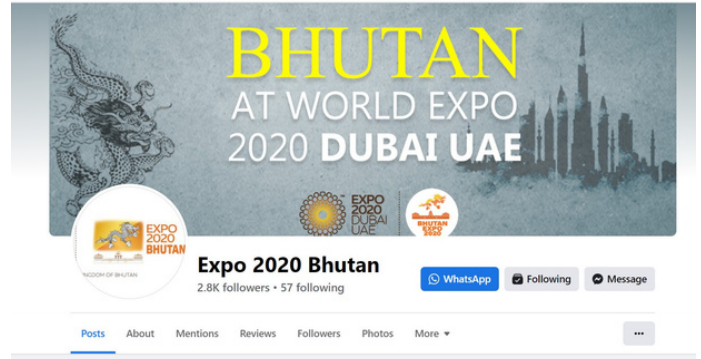 BHUTAN
AT WORLD EXPO
2020 DUBAI UAE
EXPO
2020
DUBAI
UAE
BHUTAN
EXPO
2020
EXPO
2020
BHUTAN
NGDOM OF BHUTAN
Expo 2020 Bhutan
2.8K followers • 57 following
WhatsApp
Following
Message
Posts About Mentions Reviews Followers Photos More